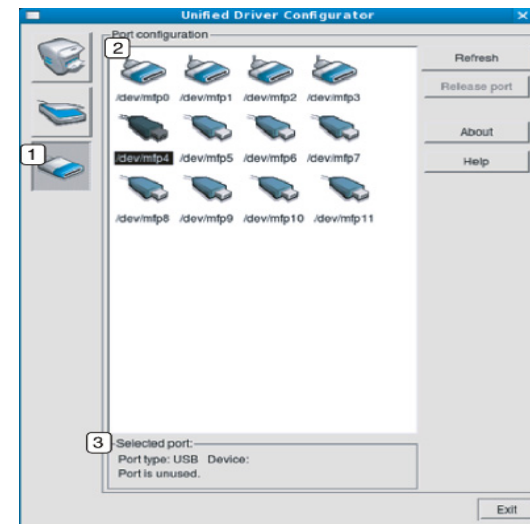 Unified Driver Configurator
Port configuration
2
Refresh
/dev/mfp0 /dev/mfp1 /dev/mfp2 /dev/mfp3
Release port
About
1
/dev/mfp4 /dev/mfp5 /dev/mfp6 /dev/mfp7
Help
/dev/mfp8 /dev/mfp9 /dev/mfp10 /dev/mfp11
3
Selected port:
Port type: USB Device:
Port is unused.
Exit